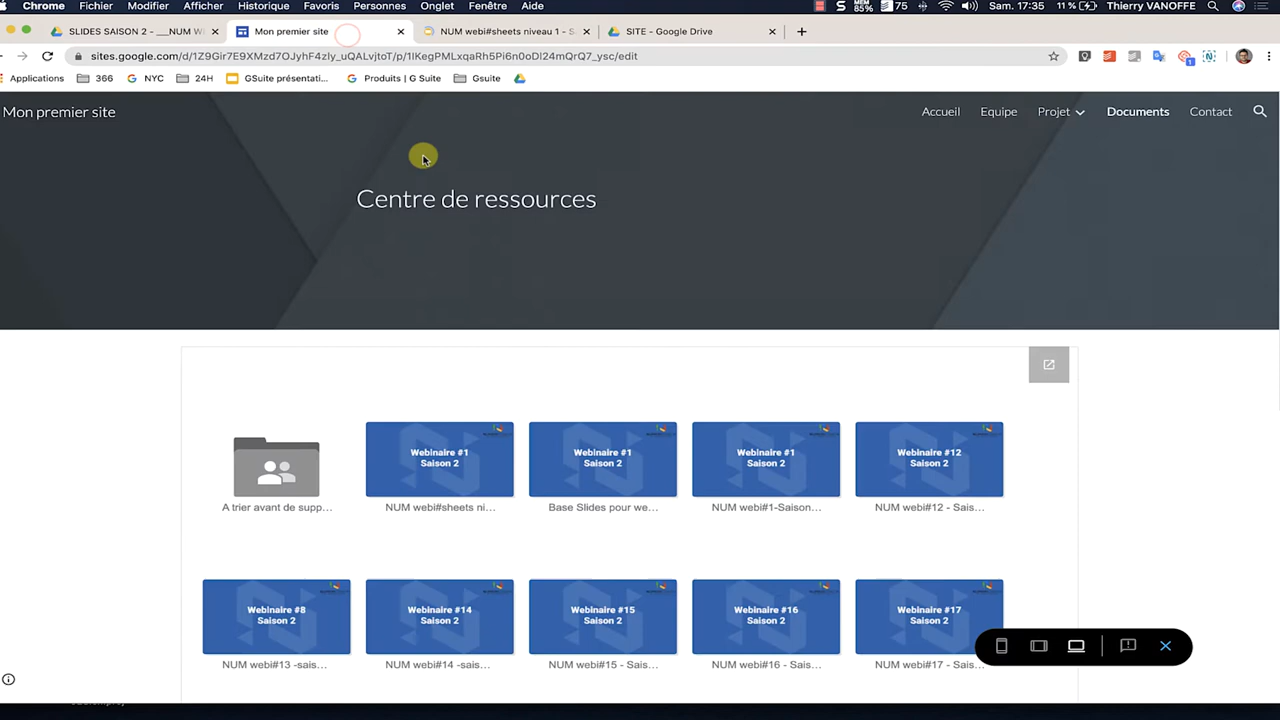 Chrome Fichier Modifier Afficher Historique Favoris Personnes Onglet Fenêtre Aide MEM 85% 75 Sam. 17:35 11 % Thierry VANOFFE
SLIDES SAISON 2 - ___NUM W Mon premier site NUM webi#sheets niveau 1 - S SITE - Google Drive
sites.google.com/d/1Z9Gir7E9XMzd7OJyhF4zIy_uQALvjtoT/p/1IKegPMLxqaRh5Pi6n0oDl24mQrQ7_ysc/edit
Applications 366 NYC 24H GSuite présentati... Produits | G Suite Gsuite
Mon premier site Accueil Equipe Projet Documents Contact
Centre de ressources
Webinaire #1 Webinaire #1 Webinaire #1 Webinaire #12
Saison 2 Saison 2 Saison 2 Saison 2
A trier avant de supp... NUM webi#sheets ni... Base Slides pour we... NUM webi#1-Saison... NUM webi#12 - Sais...
Webinaire #8 Webinaire #14 Webinaire #15 Webinaire #16 Webinaire #17
Saison 2 Saison 2 Saison 2 Saison 2 Saison 2
NUM webi#13 -sais... NUM webi#14 -sais... NUM webi#15 - Sais... NUM webi#16 - Sais... NUM webi#17 - Sais...